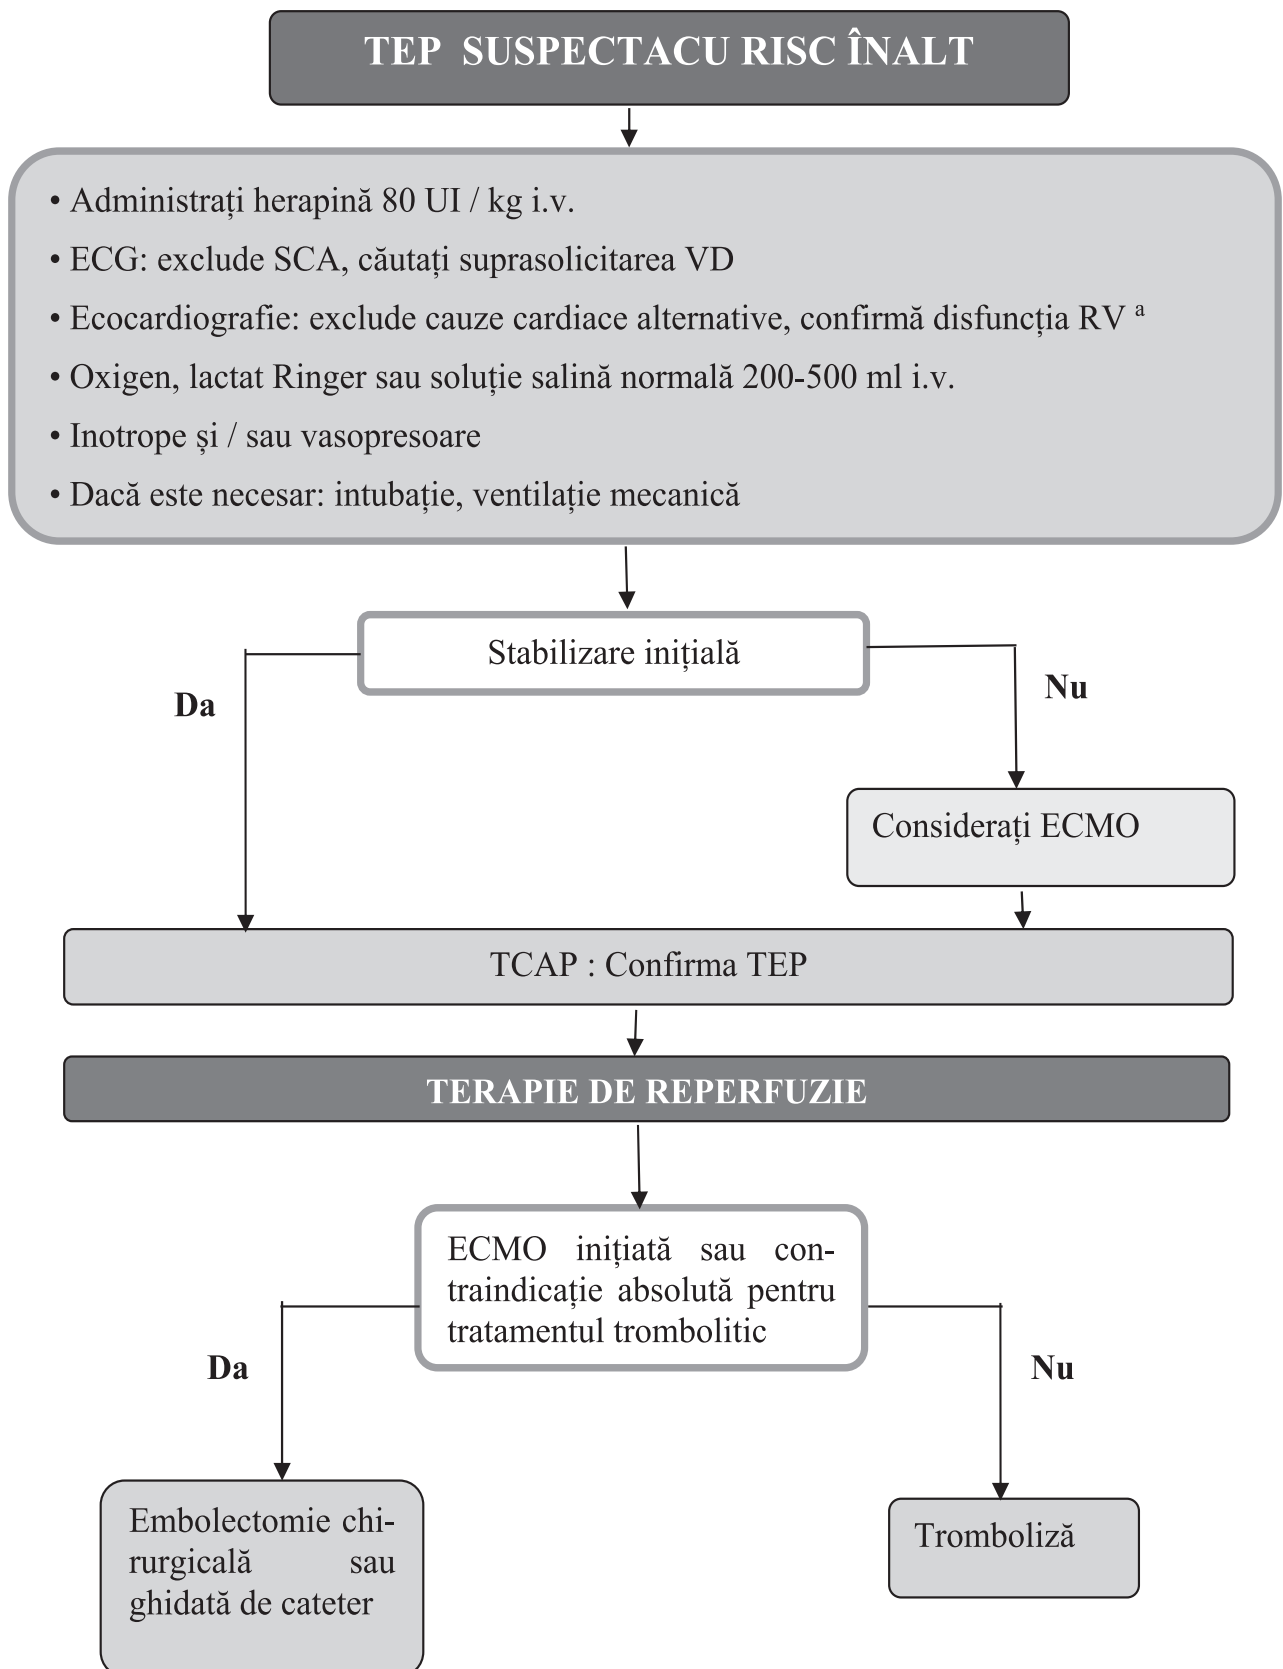 TEP SUSPECTACU RISC ÎNALT
• Administrați herapină 80 UI / kg i.v.
• ECG: exclude SCA, căutați suprasolicitarea VD
• Ecocardiografie: exclude cauze cardiace alternative, confirmă disfuncția RV ᵃ
• Oxigen, lactat Ringer sau soluție salină normală 200-500 ml i.v.
• Inotrope și / sau vasopresoare
• Dacă este necesar: intubație, ventilație mecanică
Stabilizare inițială
Da
Nu
Considerați ECMO
TCAP : Confirma TEP
TERAPIE DE REPERFUZIE
ECMO inițiată sau con-
traindicație absolută pentru
tratamentul trombolitic
Da
Nu
Embolectomie chi-
rurgicală sau
ghidată de cateter
Tromboliză